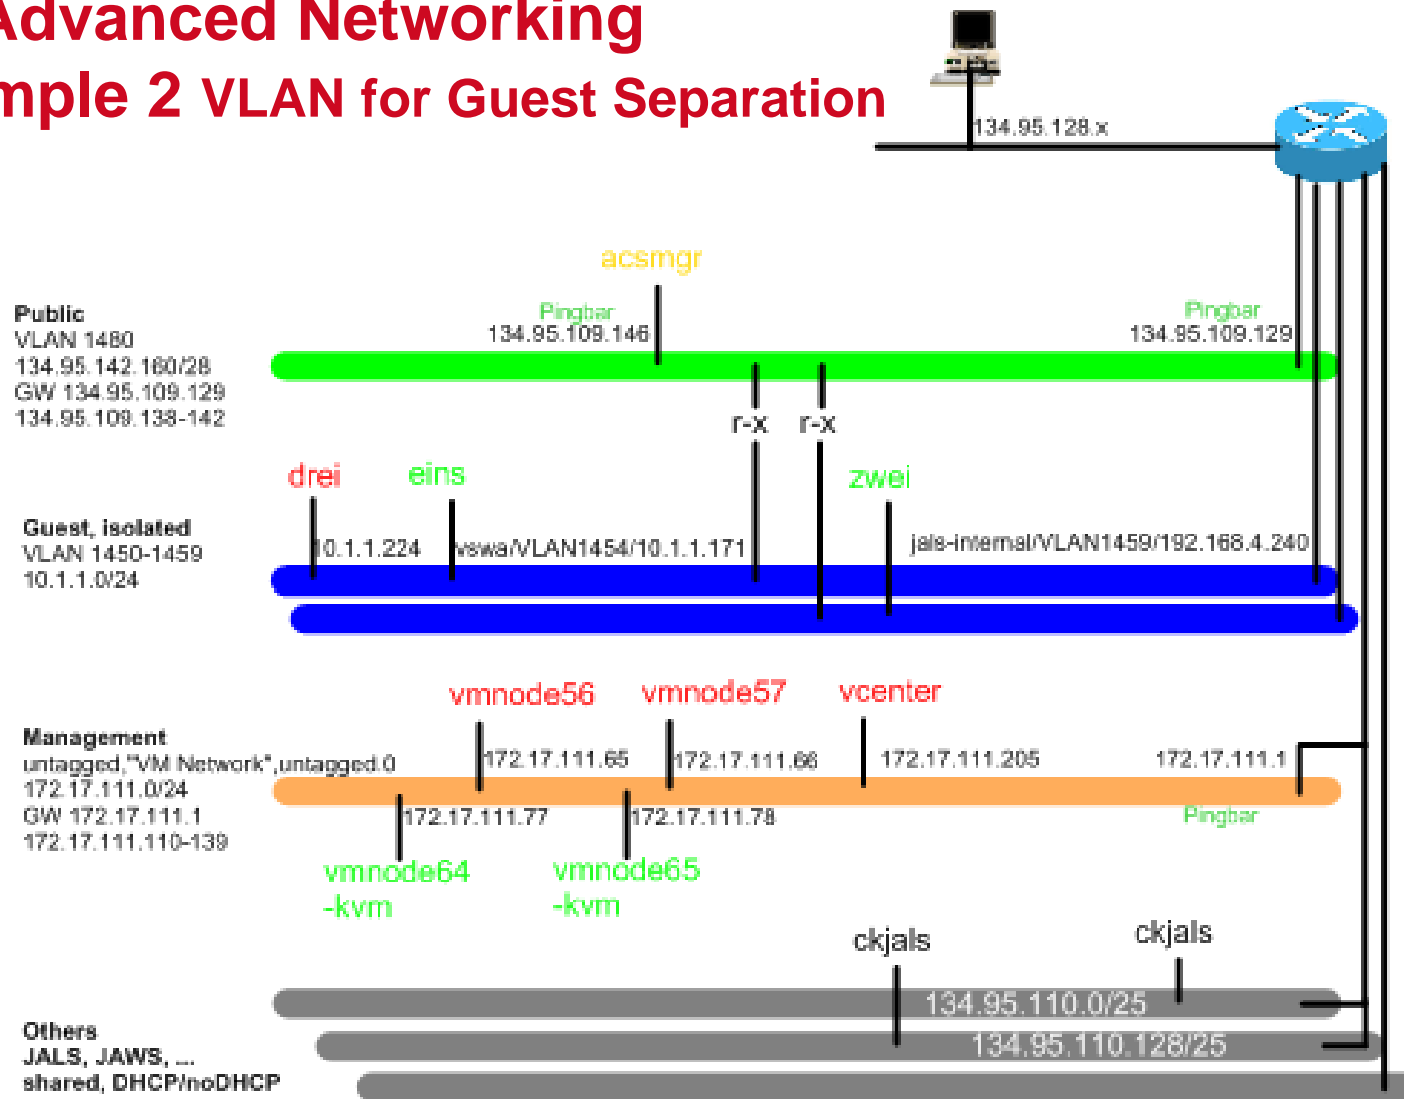 Advanced Networking
mple 2 VLAN for Guest Separation
134.95.128.x
acsmgr
Pingbar
134.95.109.146
Pingbar
134.95.109.129
Public
VLAN 1480
134.95.142.160/28
GW 134.95.109.129
134.95.109.138-142
r-x
r-x
drei
eins
zwei
Guest, isolated
VLAN 1450-1459
10.1.1.0/24
10.1.1.224
vswa/VLAN1454/10.1.1.171
jals-internal/VLAN1459/192.168.4.240
vmnode56
vmnode57
vcenter
Management
untagged,"VM Network",untagged.0
172.17.111.0/24
GW 172.17.111.1
172.17.111.110-139
172.17.111.65
172.17.111.66
172.17.111.205
172.17.111.1
172.17.111.77
172.17.111.78
Pingbar
vmnode64
-kvm
vmnode65
-kvm
ckjals
ckjals
134.95.110.0/25
134.95.110.128/25
Others
JALS, JAWS, ...
shared, DHCP/noDHCP